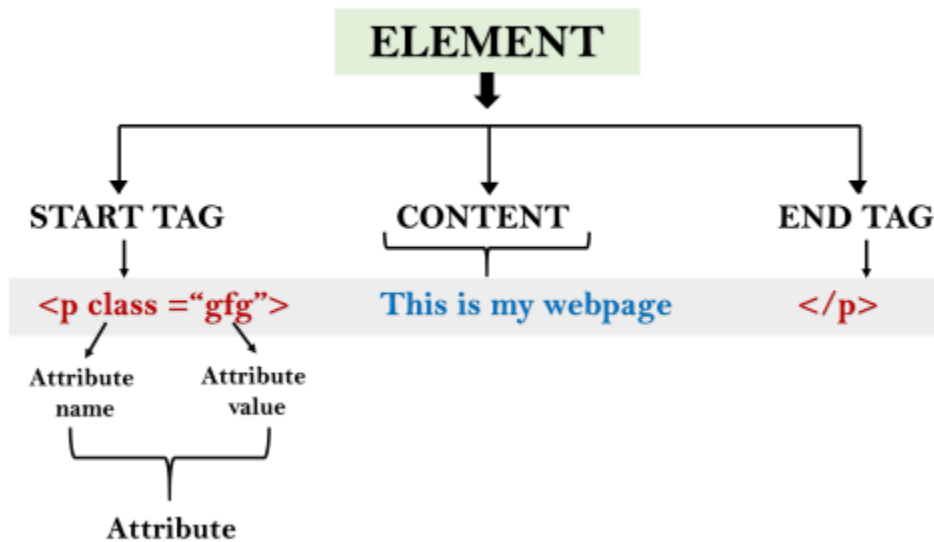 ELEMENT
START TAG
CONTENT
END TAG
<p class =“gfg”>
This is my webpage
</p>
Attribute
name
Attribute
value
Attribute